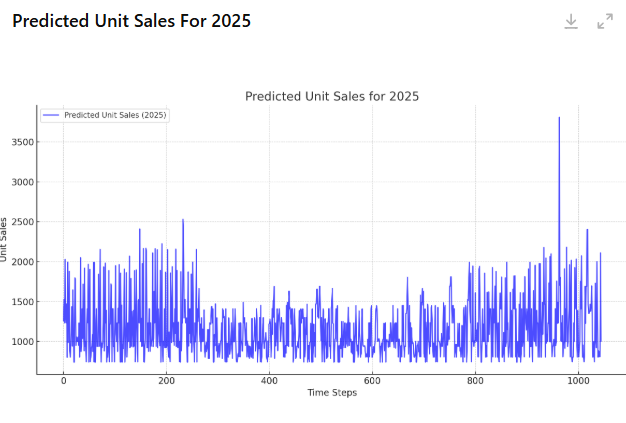 Predicted Unit Sales For 2025
Predicted Unit Sales for 2025
Predicted Unit Sales (2025)
3500
3000
2500
2000
1500
1000
Unit Sales
0 200 400 600 800 1000
Time Steps